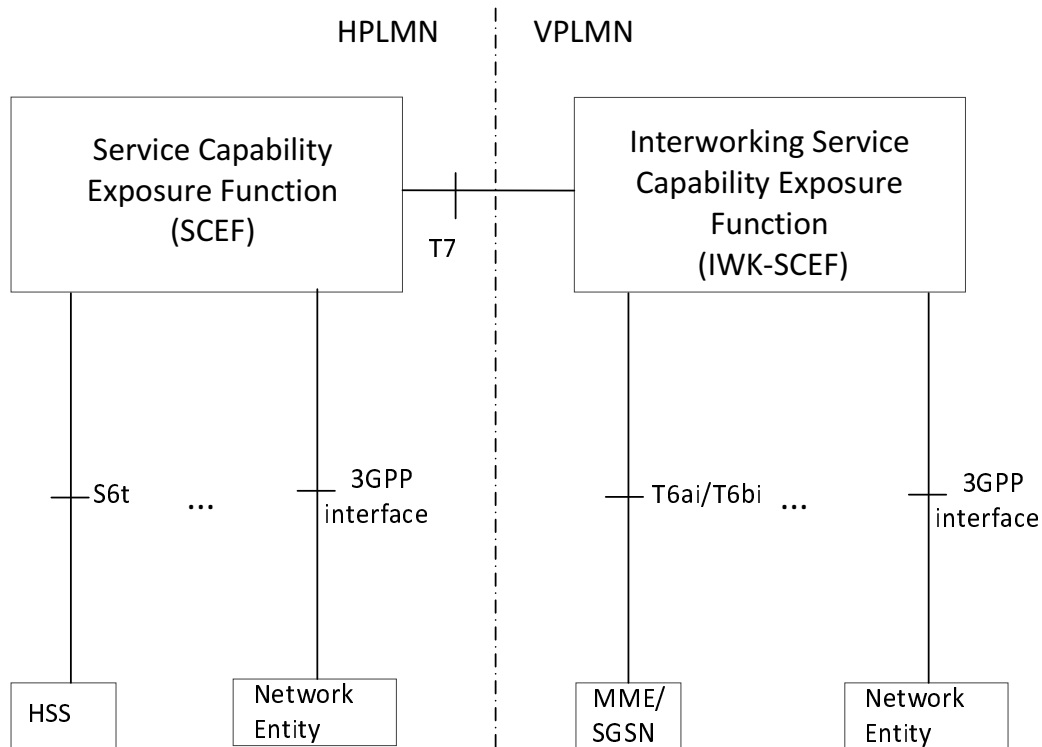 HPLMN
VPLMN
Service Capability
Exposure Function
(SCEF)
Interworking Service
Capability Exposure
Function
(IWK-SCEF)
T7
S6t
...
3GPP
interface
T6ai/T6bi
...
3GPP
interface
HSS
Network
Entity
MME/
SGSN
Network
Entity